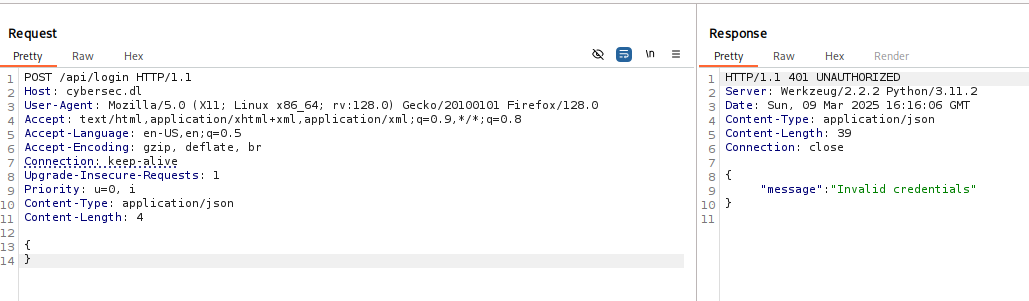 Request
Pretty Raw Hex \n
1 POST /api/login HTTP/1.1
2 Host: cybersec.dl
3 User-Agent: Mozilla/5.0 (X11; Linux x86_64; rv:128.0) Gecko/20100101 Firefox/128.0
4 Accept: text/html,application/xhtml+xml,application/xml;q=0.9,*/*;q=0.8
5 Accept-Language: en-US,en;q=0.5
6 Accept-Encoding: gzip, deflate, br
7 Connection: keep-alive
8 Upgrade-Insecure-Requests: 1
9 Priority: u=0, i
10 Content-Type: application/json
11 Content-Length: 4
12
13 {
14 }
Response
Pretty Raw Hex Render
1 HTTP/1.1 401 UNAUTHORIZED
2 Server: Werkzeug/2.2.2 Python/3.11.2
3 Date: Sun, 09 Mar 2025 16:16:06 GMT
4 Content-Type: application/json
5 Content-Length: 39
6 Connection: close
7
8 {
9 "message":"Invalid credentials"
10 }
11